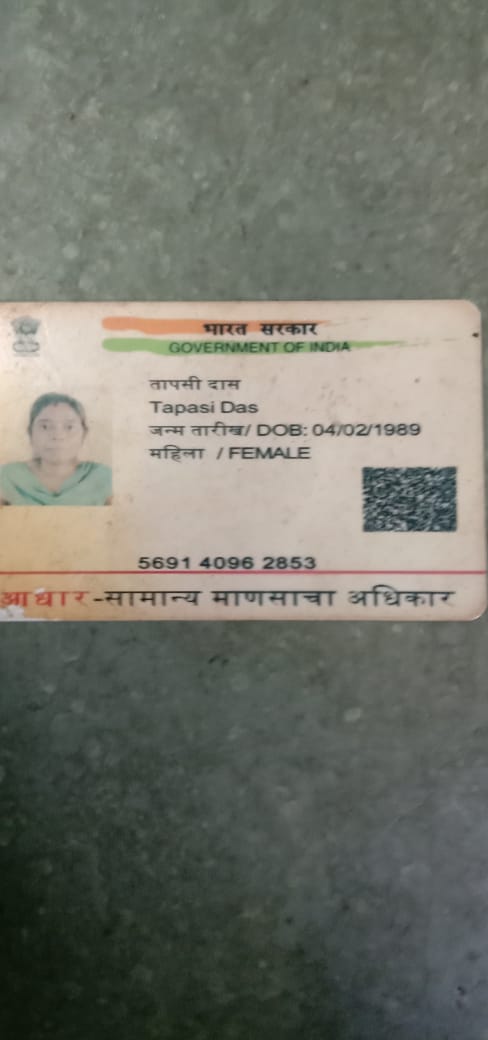 भारत सरकार
GOVERNMENT OF INDIA
तापसी दास
Tapasi Das
जन्म तारीख/ DOB: 04/02/1989
महिला / FEMALE
5691 4096 2853
आधार-सामान्य माणसाचा अधिकार